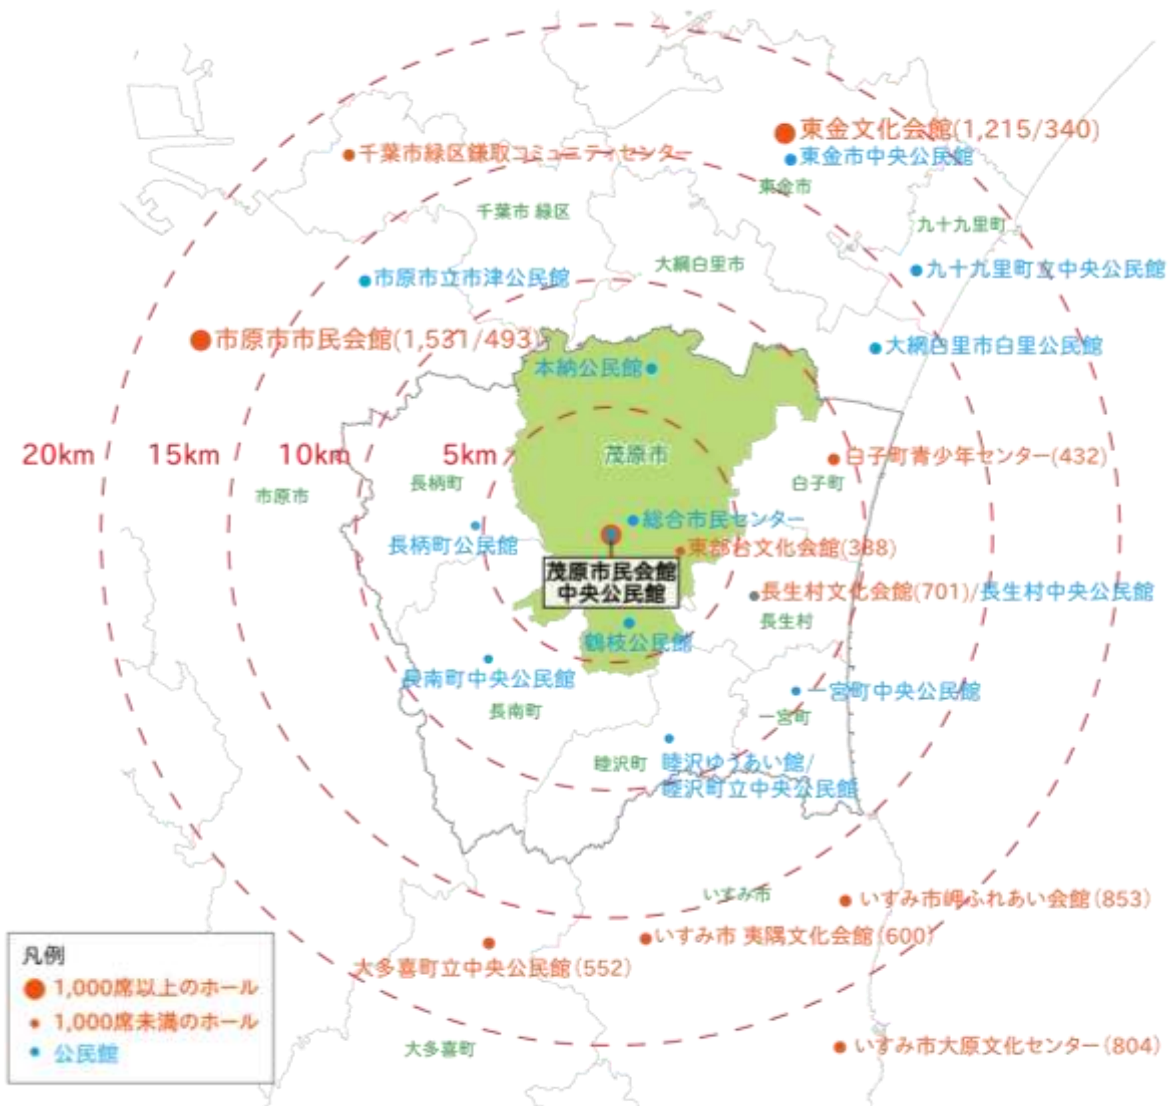 東金文化会館(1,215/340)
千葉市緑区鎌取コミュニティセンター
東金市中央公民館
東金市
千葉市 緑区
九十九里町
大網白里市
九十九里町立中央公民館
市原市立市津公民館
市原市市民会館(1,531/493)
大網白里市白里公民館
本納公民館
20km
15km
10km
5km
茂原市
白子町青少年センター(432)
長柄町
白子町
市原市
総合市民センター
長柄町公民館
東部台文化会館(388)
茂原市民会館
中央公民館
長生村文化会館(701)/長生村中央公民館
長生村
鶴枝公民館
長南町中央公民館
一宮町中央公民館
長南町
一宮町
睦沢町
睦沢ゆうあい館/
睦沢町立中央公民館
いすみ市
いすみ市岬ふれあい会館(853)
いすみ市 夷隅文化会館(600)
大多喜町立中央公民館(552)
大多喜町
いすみ市大原文化センター(804)
凡例
1,000席以上のホール
1,000席未満のホール
公民館